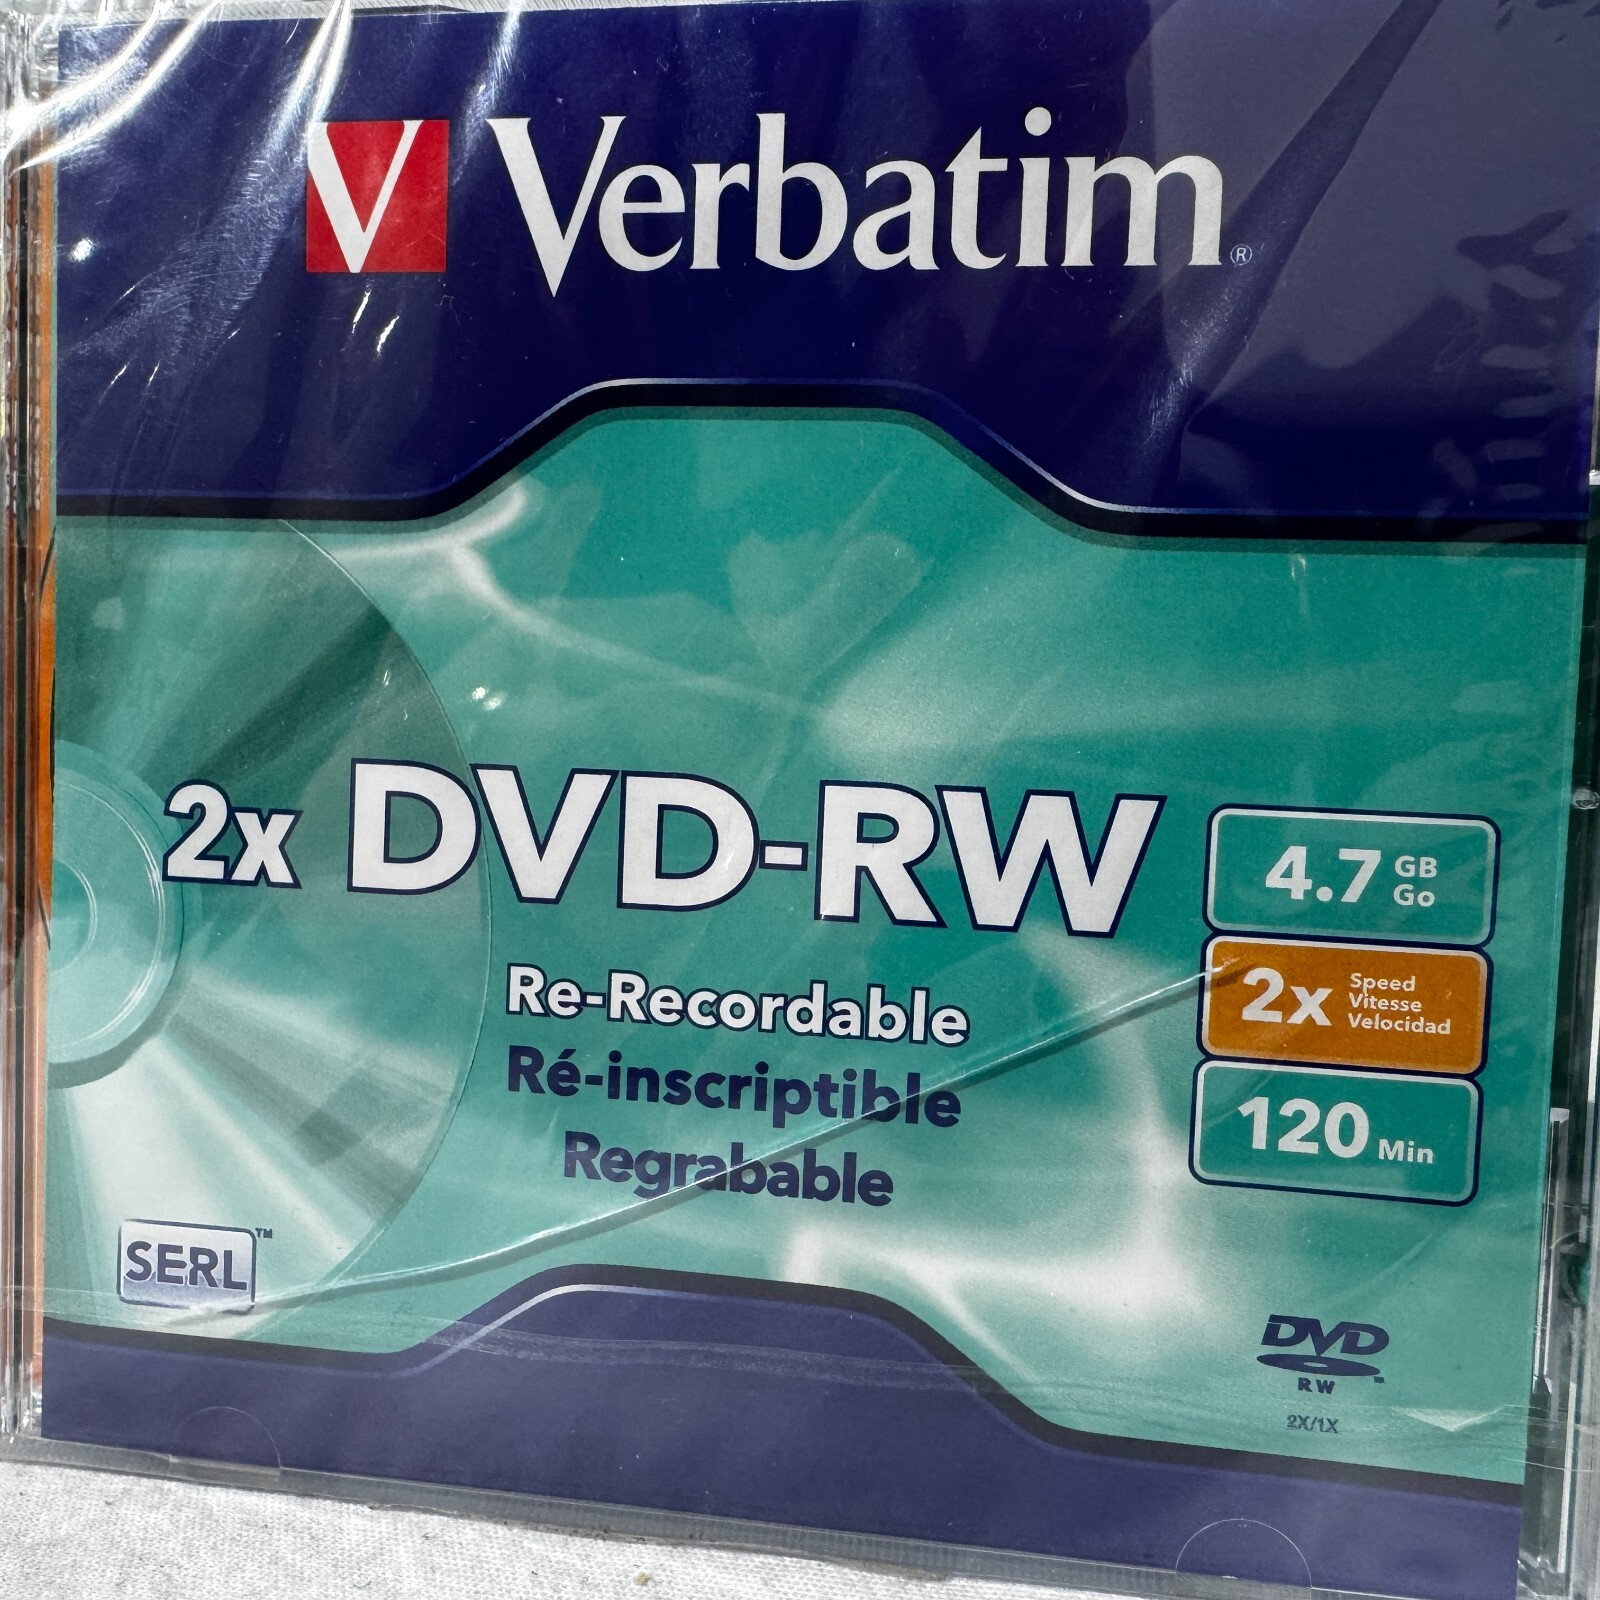 V Verbatim®
2x DVD-RW
4.7 GB Go
2x Speed Vitesse Velocidad
120 Min
Re-Recordable
Ré-inscriptible
Regrabable
SERL™
DVD
RW
2X/1X